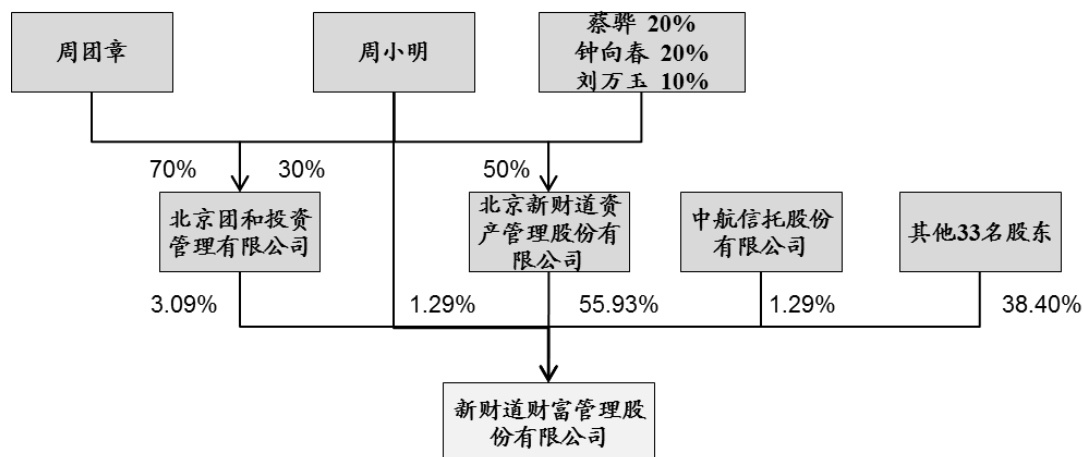 周团章
周小明
蔡骅 20%
钟向春 20%
刘万玉 10%
70%
30%
50%
北京团和投资
管理有限公司
北京新财道资
产管理股份有
限公司
中航信托股份
有限公司
其他33名股东
3.09%
1.29%
55.93%
1.29%
38.40%
新财道财富管理股
份有限公司